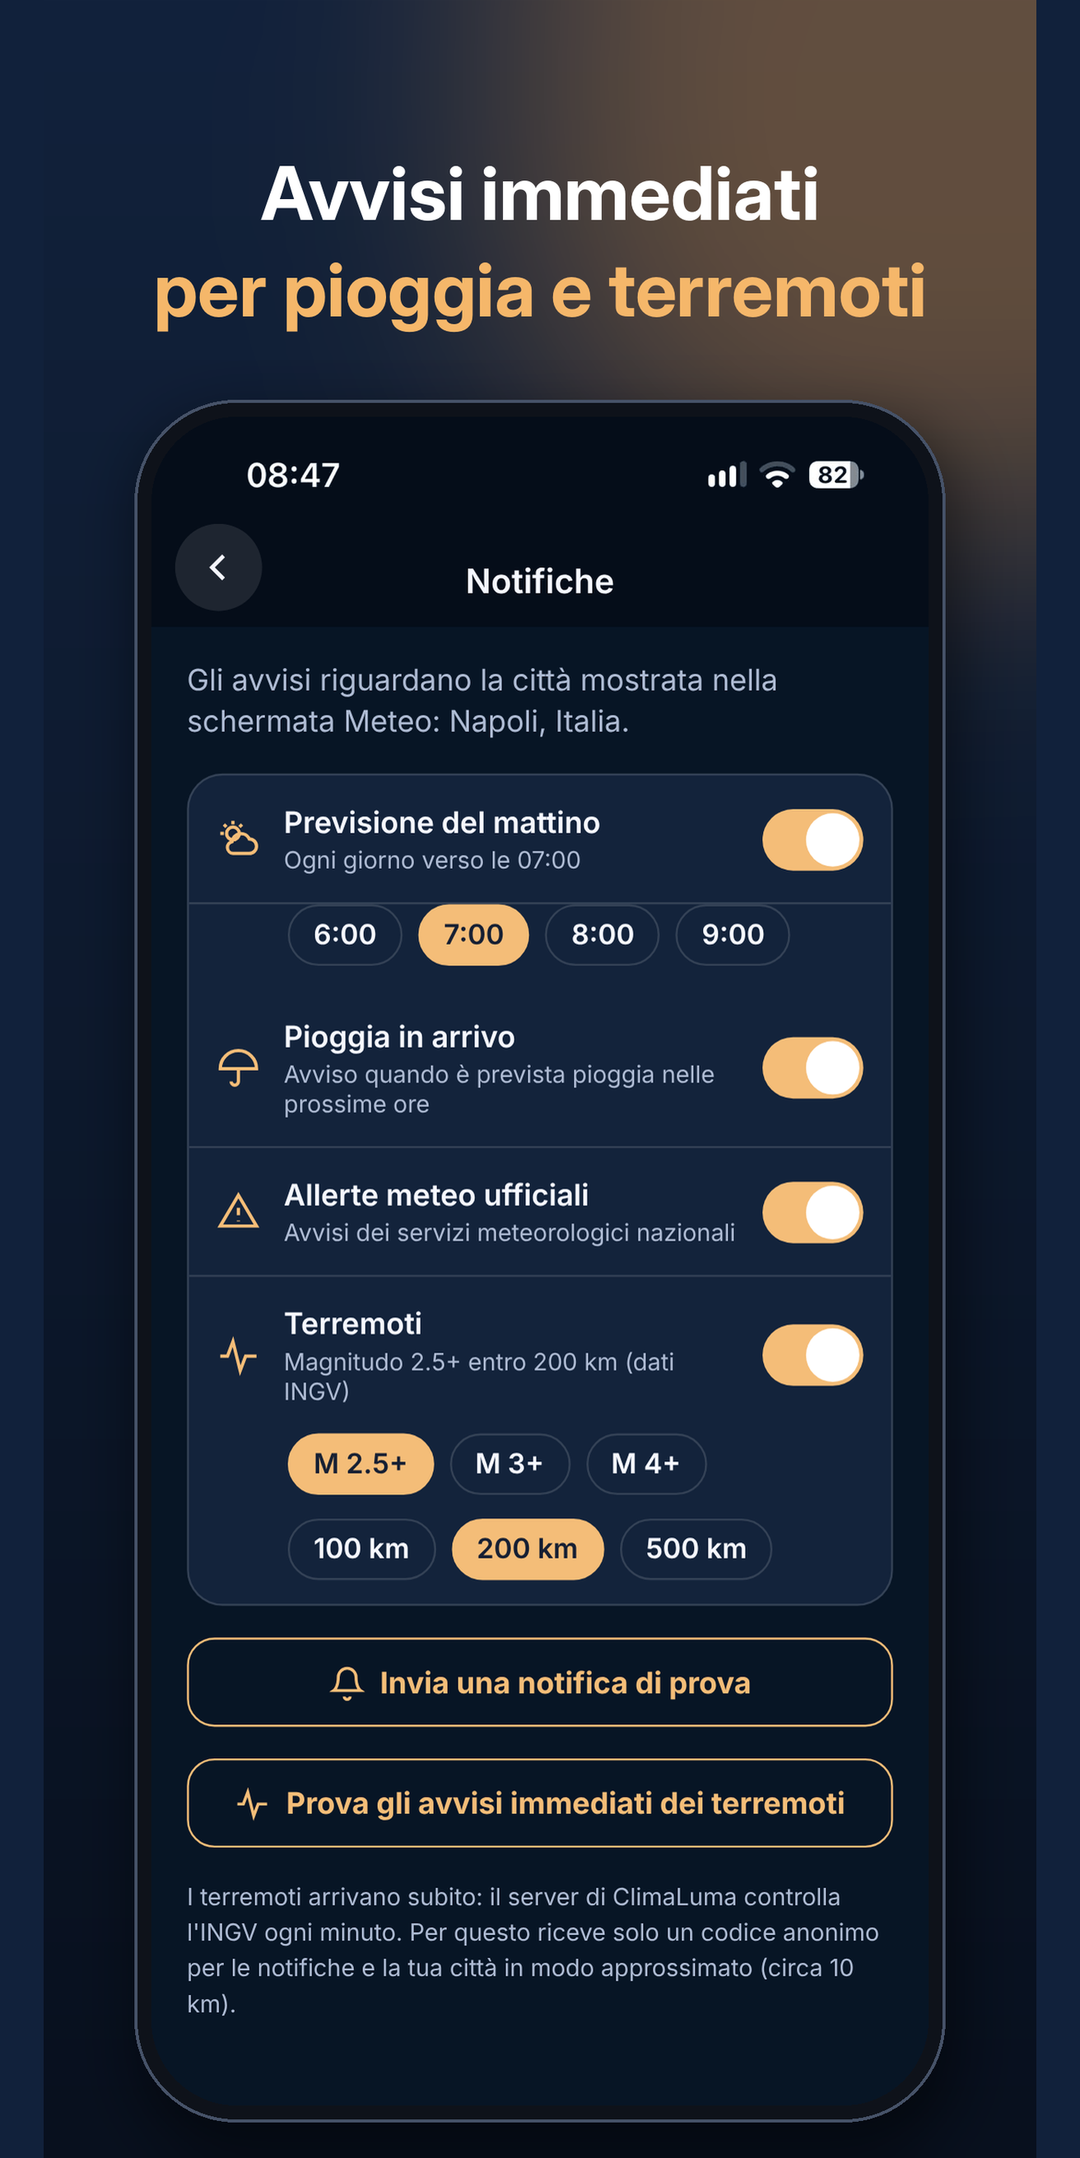 Avvisi immediati
per pioggia e terremoti
08:47
82
Notifiche
Gli avvisi riguardano la città mostrata nella
schermata Meteo: Napoli, Italia.
Previsione del mattino
Ogni giorno verso le 07:00
6:00 7:00 8:00 9:00
Pioggia in arrivo
Avviso quando è prevista pioggia nelle
prossime ore
Allerte meteo ufficiali
Avvisi dei servizi meteorologici nazionali
Terremoti
Magnitudo 2.5+ entro 200 km (dati
INGV)
M 2.5+ M 3+ M 4+
100 km 200 km 500 km
Invia una notifica di prova
Prova gli avvisi immediati dei terremoti
I terremoti arrivano subito: il server di ClimaLuma controlla
l'INGV ogni minuto. Per questo riceve solo un codice anonimo
per le notifiche e la tua città in modo approssimato (circa 10
km).